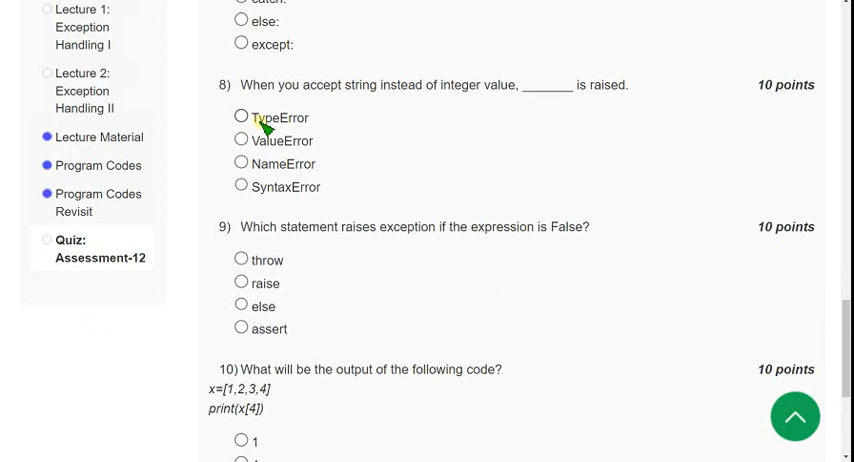 Lecture 1:
Exception
Handling I
Lecture 2:
Exception
Handling II
Lecture Material
Program Codes
Program Codes
Revisit
Quiz:
Assessment-12
else:
except:
8) When you accept string instead of integer value, _______ is raised. 10 points
TypeError
ValueError
NameError
SyntaxError
9) Which statement raises exception if the expression is False? 10 points
throw
raise
else
assert
10) What will be the output of the following code? 10 points
x=[1,2,3,4]
print(x[4])
1